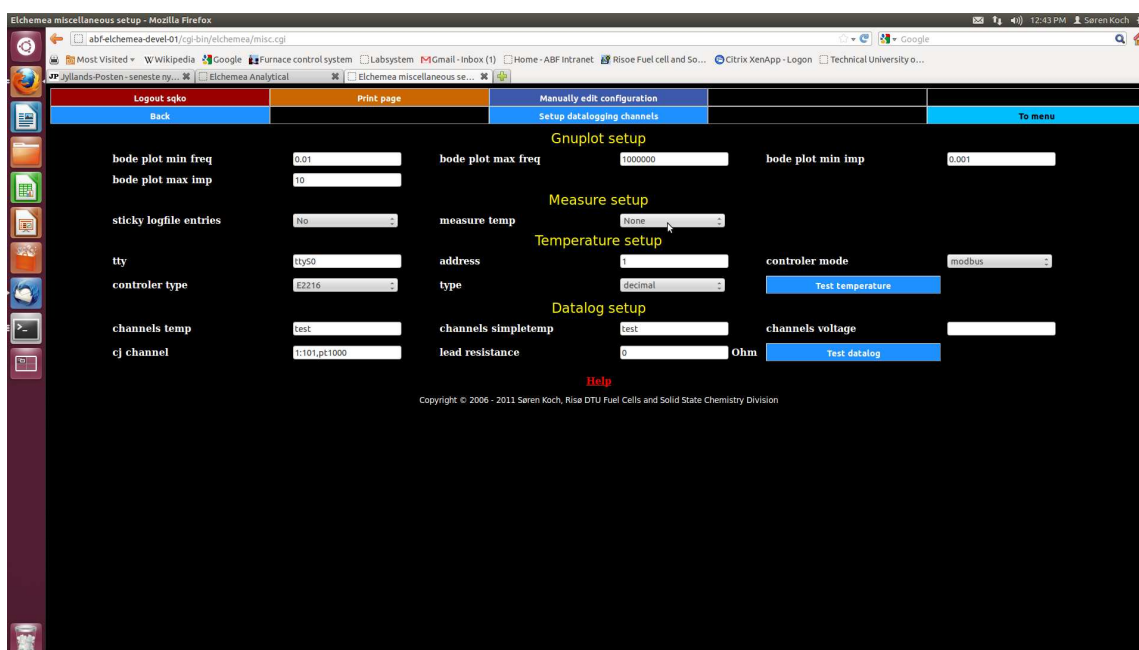 Elchemea miscellaneous setup - Mozilla Firefox 12:43 PM Søren Koch
abf-elchemea-devel-01/cgi-bin/elchemea/misc.cgi Google
Most Visited Wikipedia Google Furnace control system Labsystem Gmail - Inbox (1) Home - ABF Intranet Risoe Fuel cell and So... Citrix XenApp - Logon Technical University o...
JP Jyllands-Posten - seneste ny... Elchemea Analytical Elchemea miscellaneous se...
Logout sqko Print page Manually edit configuration
Back Setup datalogging channels To menu
Gnuplot setup
bode plot min freq 0.01 bode plot max freq 1000000 bode plot min imp 0.001
bode plot max imp 10
Measure setup
sticky logfile entries No measure temp None
Temperature setup
tty ttyS0 address 1 controler mode modbus
controler type E2216 type decimal Test temperature
Datalog setup
channels temp test channels simpletemp test channels voltage
cj channel 1:101,pt1000 lead resistance 0 Ohm Test datalog
Help
Copyright © 2006 - 2011 Søren Koch, Risø DTU Fuel Cells and Solid State Chemistry Division